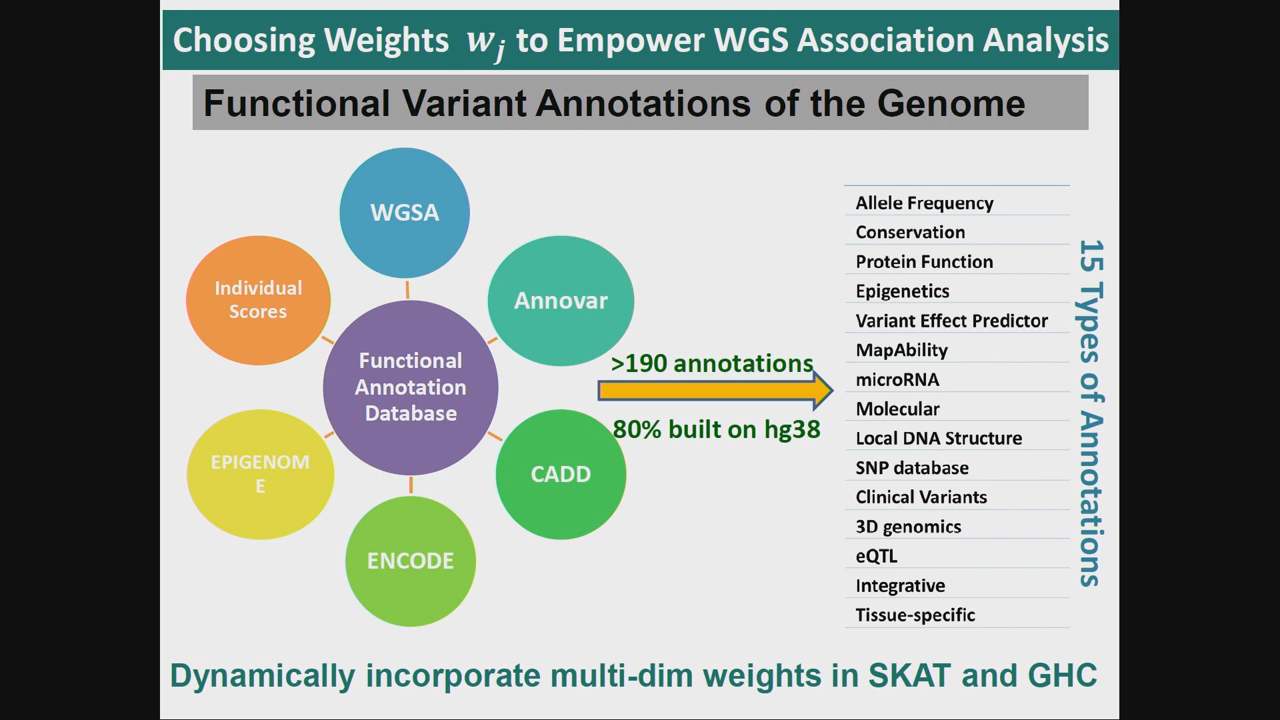 Choosing Weights w_j to Empower WGS Association Analysis
Functional Variant Annotations of the Genome
WGSA
Individual
Scores
Annovar
Functional
Annotation
Database
EPIGENOM
E
CADD
ENCODE
>190 annotations
80% built on hg38
Allele Frequency
Conservation
Protein Function
Epigenetics
Variant Effect Predictor
MapAbility
microRNA
Molecular
Local DNA Structure
SNP database
Clinical Variants
3D genomics
eQTL
Integrative
Tissue-specific
15 Types of Annotations
Dynamically incorporate multi-dim weights in SKAT and GHC